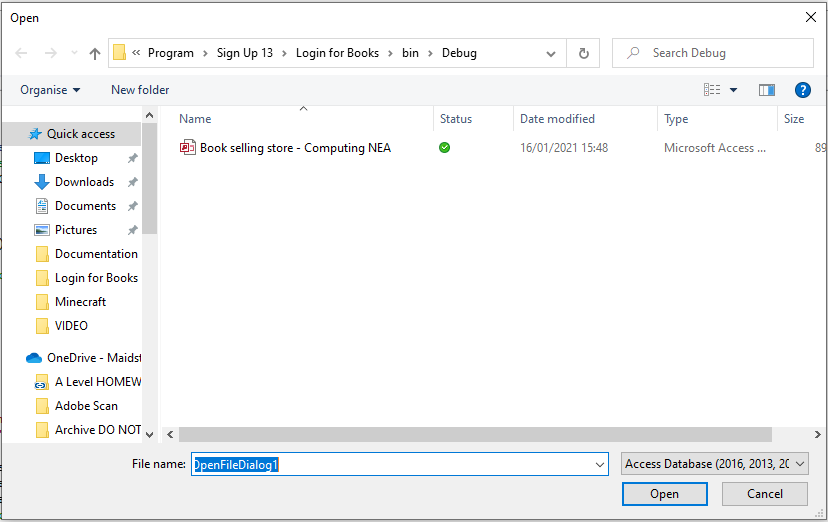 Open
Program > Sign Up 13 > Login for Books > bin > Debug
Search Debug
Organise
New folder
Name
Status
Date modified
Type
Size
Quick access
Desktop
Downloads
Documents
Pictures
Documentation
Login for Books
Minecraft
VIDEO
OneDrive - Maidst
A Level HOMEW
Adobe Scan
Archive DO NOT
Book selling store - Computing NEA
16/01/2021 15:48
Microsoft Access ...
89
File name:
OpenFileDialog1
Access Database (2016, 2013, 20
Open
Cancel